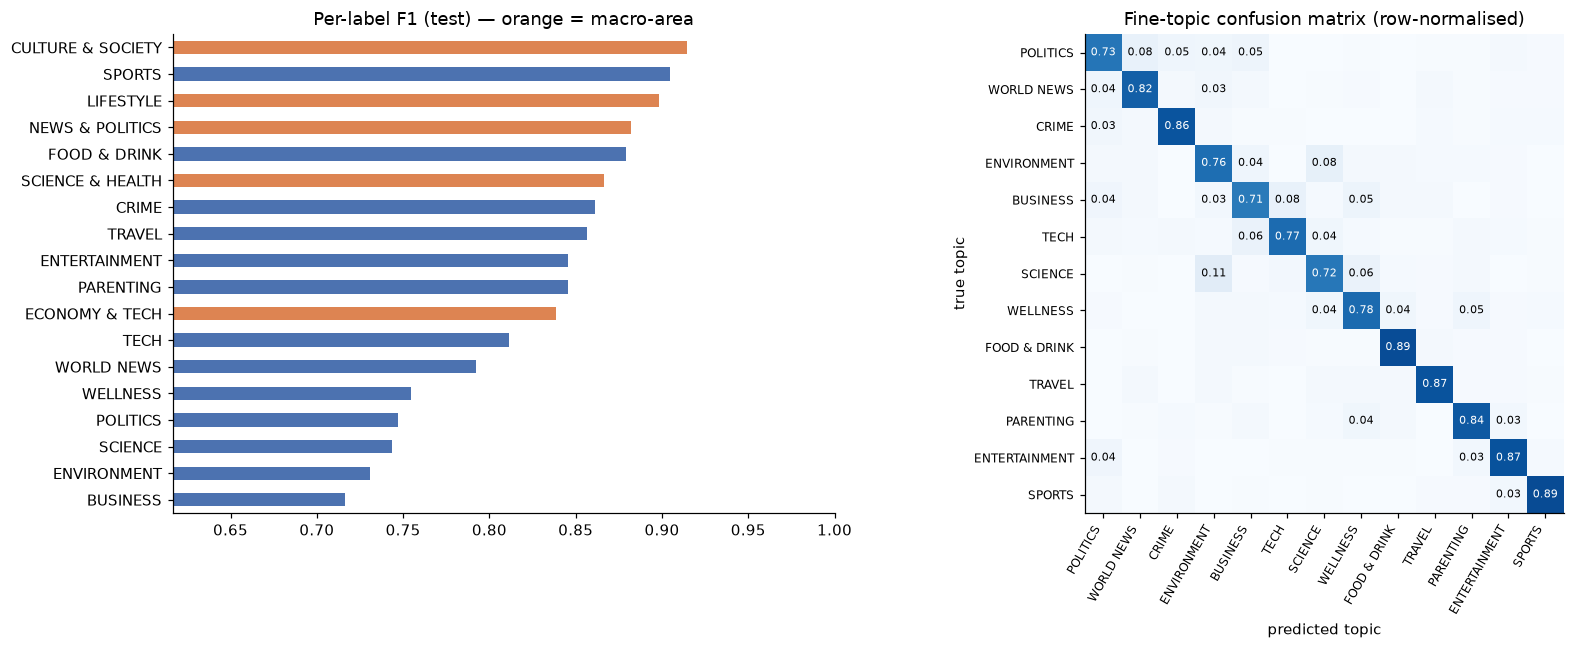 Per-label F1 (test) — orange = macro-area
CULTURE & SOCIETY
SPORTS
LIFESTYLE
NEWS & POLITICS
FOOD & DRINK
SCIENCE & HEALTH
CRIME
TRAVEL
ENTERTAINMENT
PARENTING
ECONOMY & TECH
TECH
WORLD NEWS
WELLNESS
POLITICS
SCIENCE
ENVIRONMENT
BUSINESS
0.65 0.70 0.75 0.80 0.85 0.90 0.95 1.00
Fine-topic confusion matrix (row-normalised)
true topic
POLITICS 0.73 0.08 0.05 0.04 0.05
WORLD NEWS 0.04 0.82 0.03
CRIME 0.03 0.86
ENVIRONMENT 0.76 0.04 0.08
BUSINESS 0.04 0.03 0.71 0.08 0.05
TECH 0.06 0.77 0.04
SCIENCE 0.11 0.72 0.06
WELLNESS 0.04 0.78 0.04 0.05
FOOD & DRINK 0.89
TRAVEL 0.87
PARENTING 0.04 0.84 0.03
ENTERTAINMENT 0.04 0.03 0.87
SPORTS 0.03 0.89
POLITICS
WORLD NEWS
CRIME
ENVIRONMENT
BUSINESS
TECH
SCIENCE
WELLNESS
FOOD & DRINK
TRAVEL
PARENTING
ENTERTAINMENT
SPORTS
predicted topic